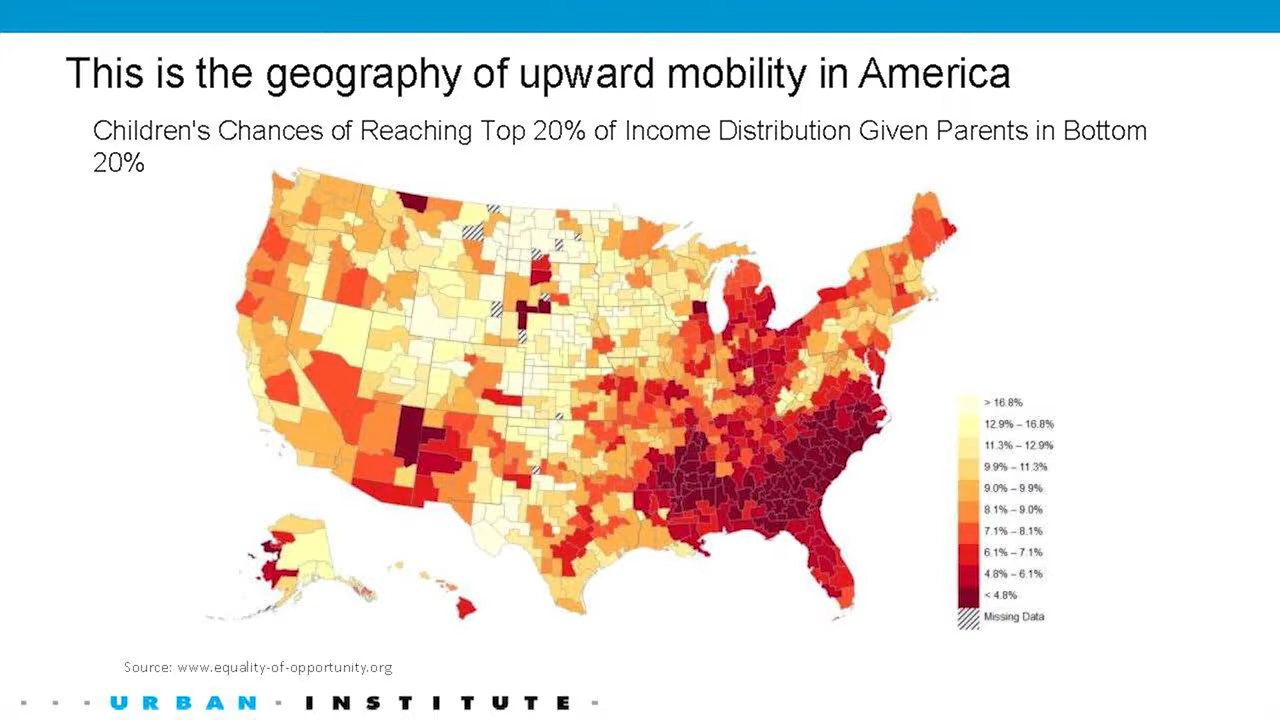 This is the geography of upward mobility in America
Children's Chances of Reaching Top 20% of Income Distribution Given Parents in Bottom
20%
> 16.8%
12.9% – 16.8%
11.3% – 12.9%
9.9% – 11.3%
9.0% – 9.9%
8.1% – 9.0%
7.1% – 8.1%
6.1% – 7.1%
4.8% – 6.1%
< 4.8%
Missing Data
Source: www.equality-of-opportunity.org
URBAN INSTITUTE